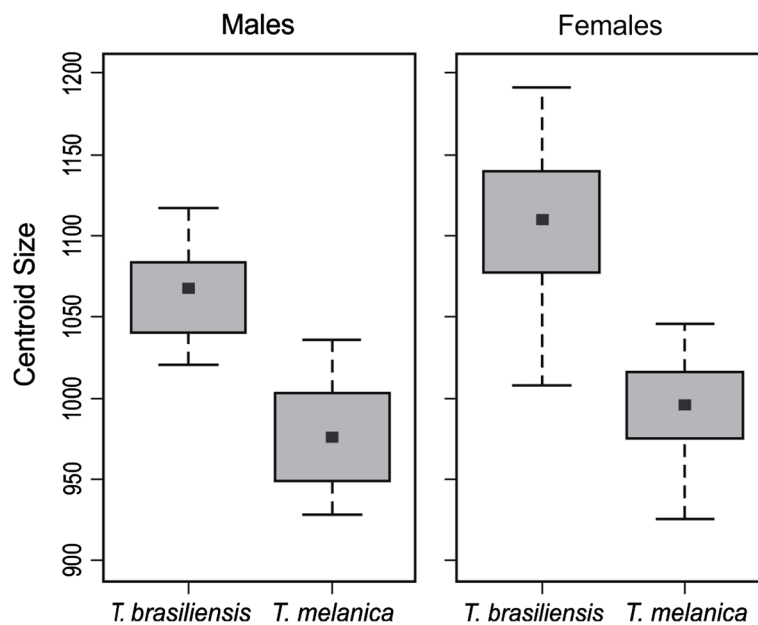 Males
Females
Centroid Size
1200
1150
1100
1050
1000
950
900
T. brasiliensis
T. melanica
T. brasiliensis
T. melanica